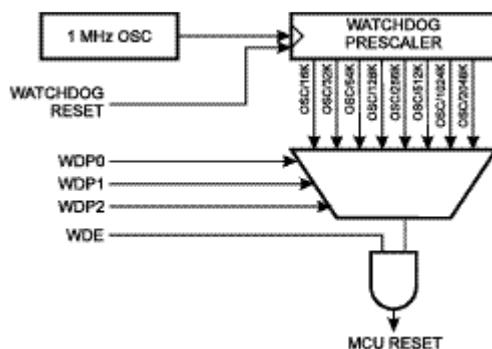 1 MHz OSC
WATCHDOG
PRESCALER
WATCHDOG
RESET
OSC/16K
OSC/32K
OSC/64K
OSC/128K
OSC/256K
OSC/512K
OSC/1024K
OSC/2048K
WDP0
WDP1
WDP2
WDE
MCU RESET